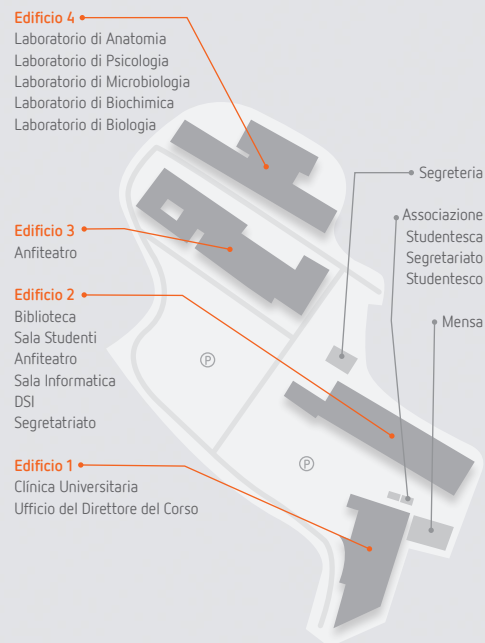 Edificio 4
Laboratorio di Anatomia
Laboratorio di Psicologia
Laboratorio di Microbiologia
Laboratorio di Biochimica
Laboratorio di Biologia
Segreteria
Associazione
Studentesca
Segretariato
Studentesco
Edificio 3
Anfiteatro
Edificio 2
Biblioteca
Sala Studenti
Anfiteatro
Sala Informatica
DSI
Segretatriato
Mensa
P
P
Edificio 1
Clínica Universitaria
Ufficio del Direttore del Corso